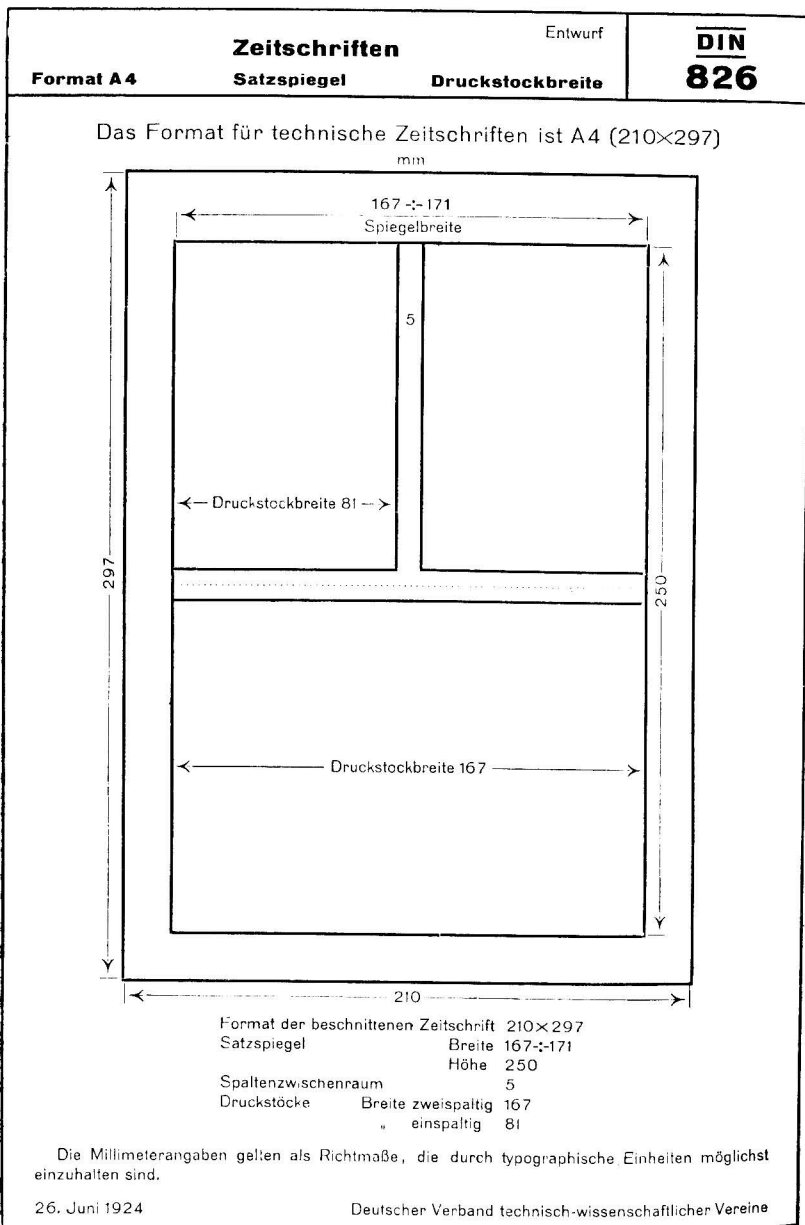 Entwurf
Zeitschriften
Format A4 Satzspiegel Druckstockbreite
DIN
826
Das Format für technische Zeitschriften ist A4 (210×297)
mm
167-:-171
Spiegelbreite
5
Druckstockbreite 81
297
250
Druckstockbreite 167
210
Format der beschnittenen Zeitschrift 210×297
Satzspiegel Breite 167-:-171
Höhe 250
Spaltenzwischenraum 5
Druckstöcke Breite zweispaltig 167
„ einspaltig 81
Die Millimeterangaben gelten als Richtmaße, die durch typographische Einheiten möglichst
einzuhalten sind.
26. Juni 1924 Deutscher Verband technisch-wissenschaftlicher Vereine